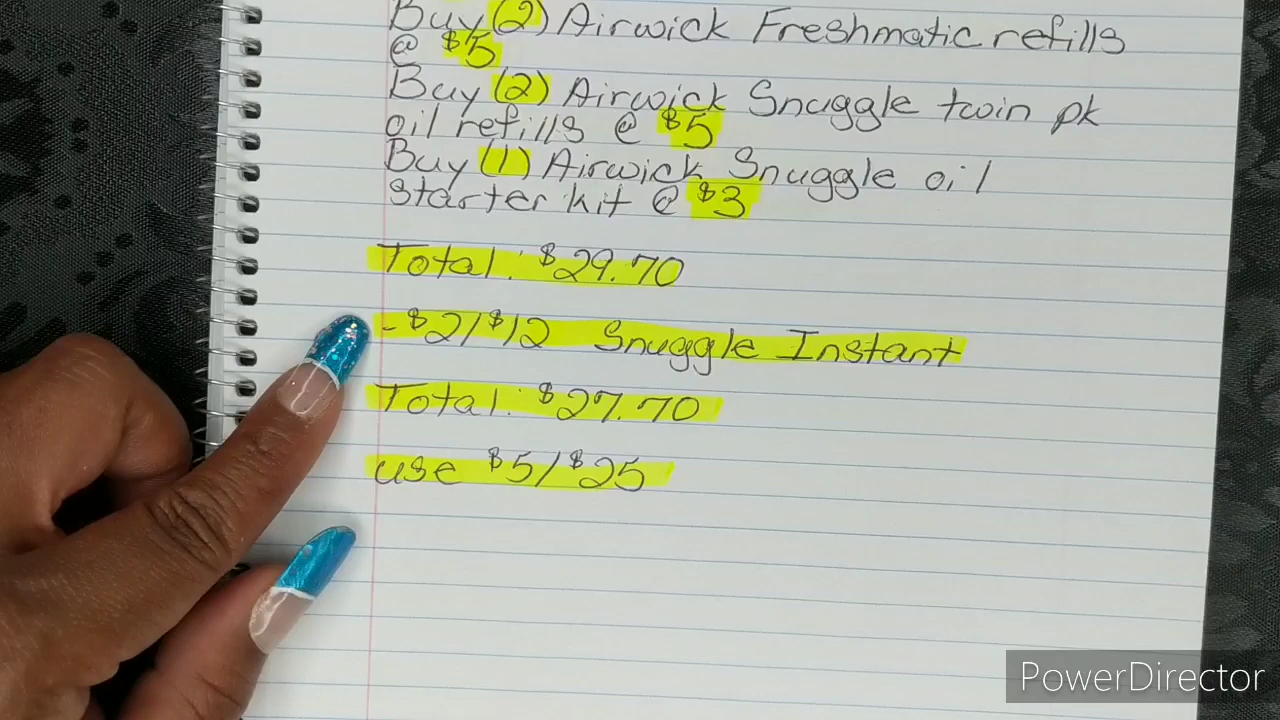 Buy (2) Airwick Freshmatic refills
@ $5
Buy (2) Airwick Snuggle twin pk
oil refills @ $5
Buy (1) Airwick Snuggle oil
starter kit @ $3
Total: $29.70
-$2/$12 Snuggle Instant
Total: $27.70
use $5/$25
PowerDirector